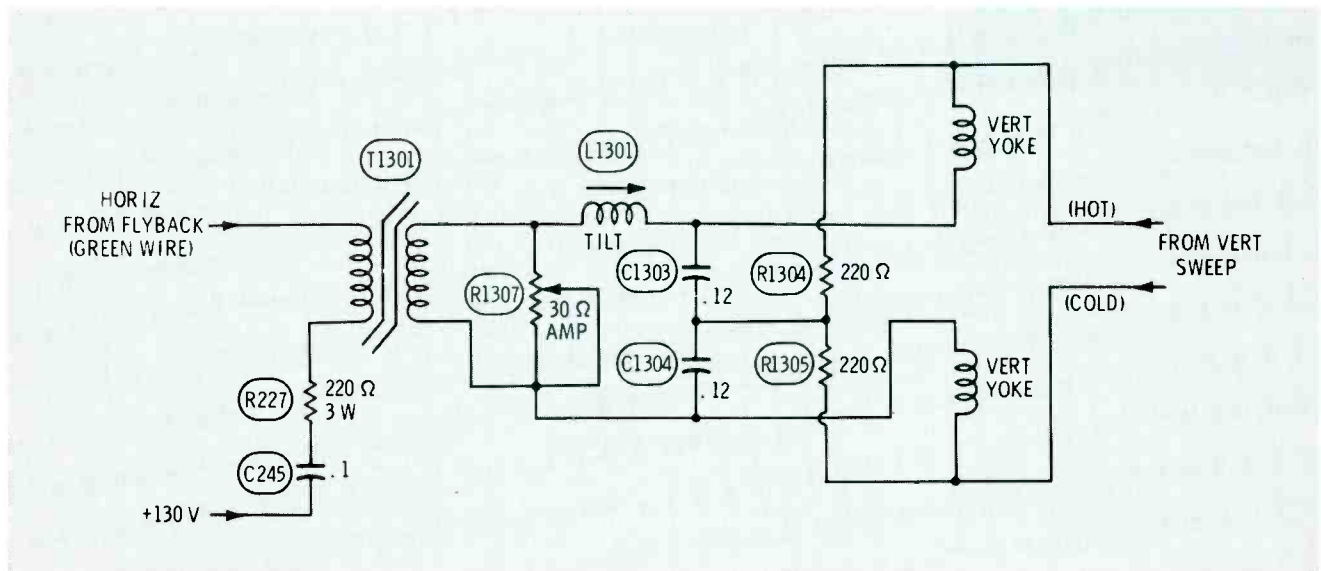 HORIZ
FROM FLYBACK
(GREEN WIRE)
T1301
R227
220 Ω
3 W
C245
.1
+130 V
L1301
TILT
R1307
30 Ω
AMP
C1303
.12
C1304
.12
R1304
220 Ω
R1305
220 Ω
VERT
YOKE
VERT
YOKE
(HOT)
FROM VERT
SWEEP
(COLD)